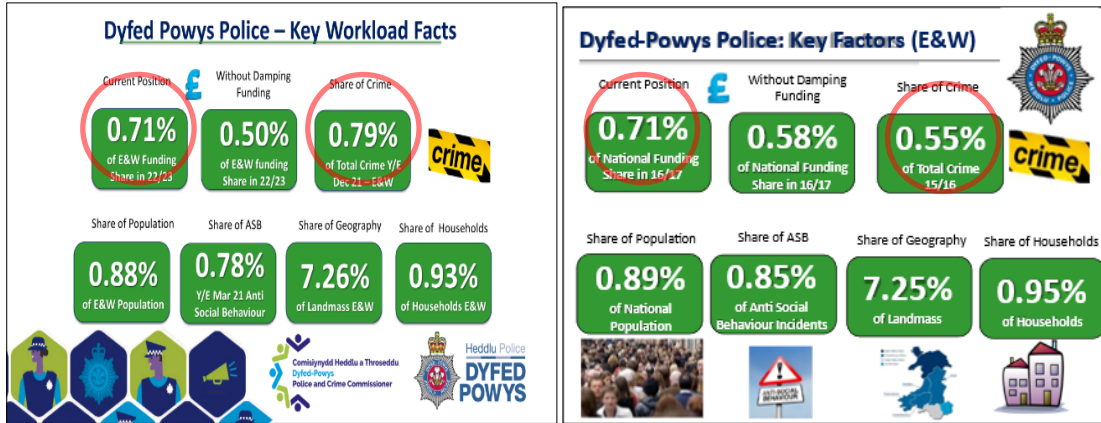 Dyfed Powys Police – Key Workload Facts
Current Position
£
Without Damping
Funding
Share of Crime
0.71%
of E&W Funding
Share in 22/23
0.50%
of E&W funding
Share in 22/23
0.79%
of Total Crime Y/E
Dec 21 – E&W
crime
Share of Population
Share of ASB
Share of Geography
Share of Households
0.88%
of E&W Population
0.78%
Y/E Mar 21 Anti
Social Behaviour
7.26%
of Landmass E&W
0.93%
of Households E&W
Comisiynydd Heddlu a Throseddu
Dyfed-Powys
Police and Crime Commissioner
Heddlu Police
DYFED
POWYS
Dyfed-Powys Police: Key Factors (E&W)
Current Position
£
Without Damping
Funding
Share of Crime
0.71%
of National Funding
Share in 16/17
0.58%
of National Funding
Share in 16/17
0.55%
of Total Crime
15/16
crime
Share of Population
Share of ASB
Share of Geography
Share of Households
0.89%
of National
Population
0.85%
of Anti Social
Behaviour Incidents
7.25%
of Landmass
0.95%
of Households
ANTI-SOCIAL
BEHAVIOUR